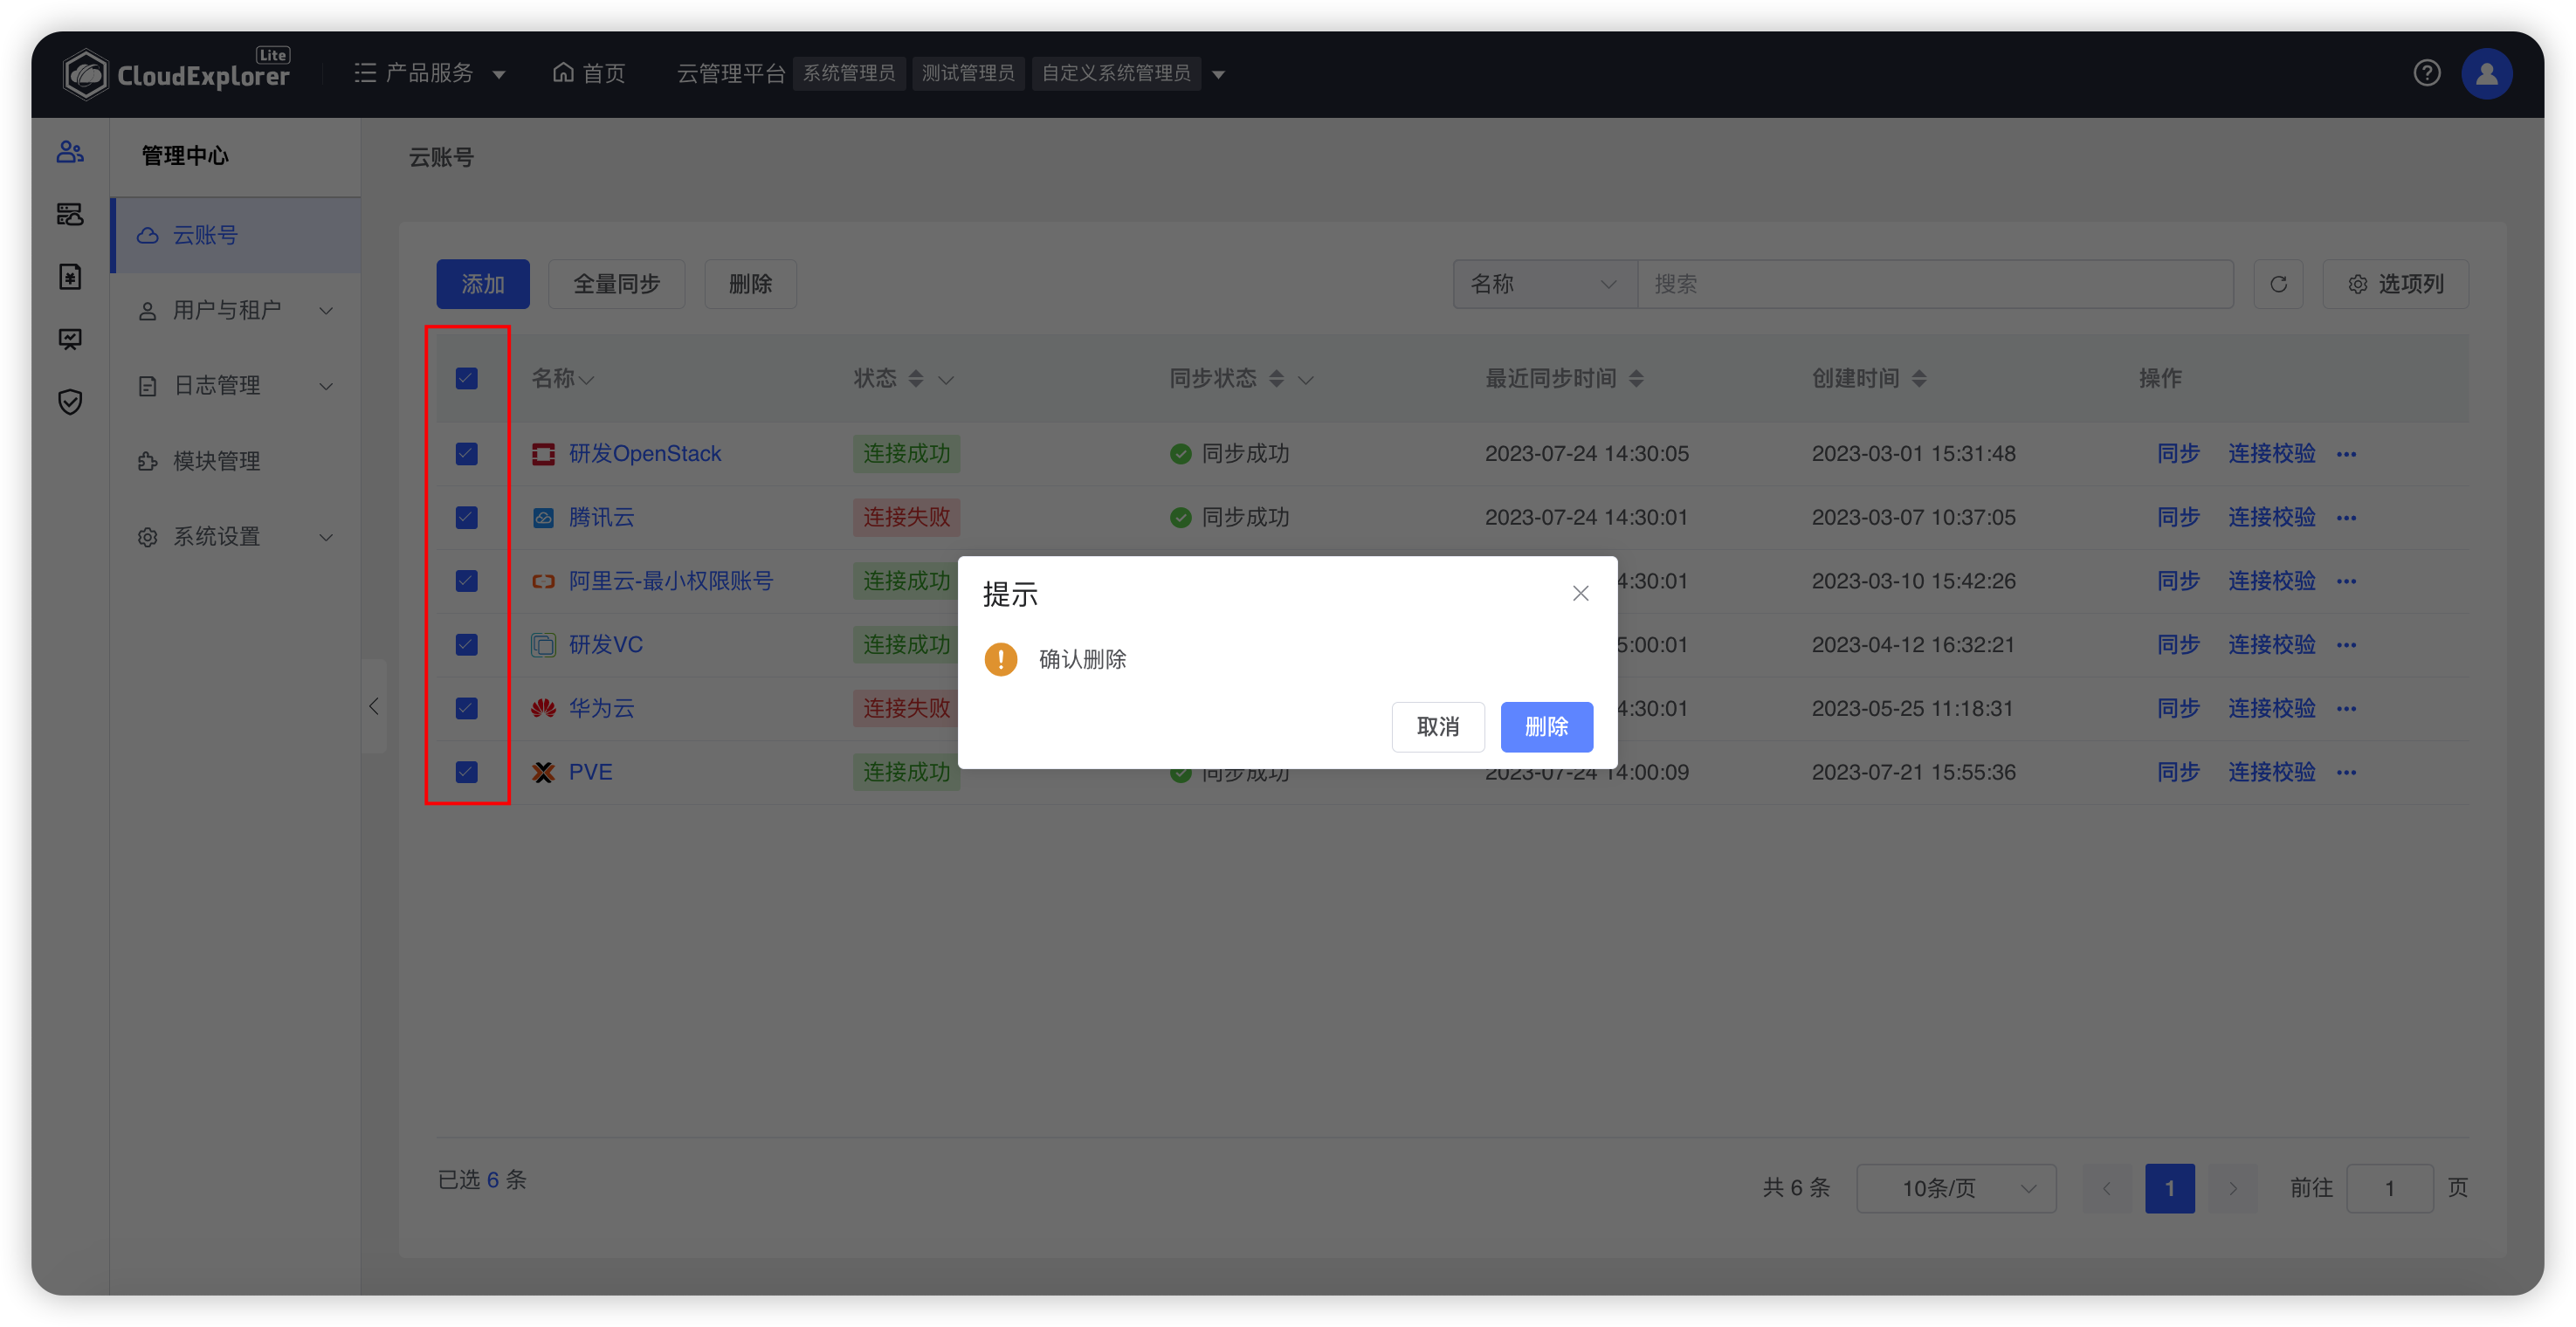 CloudExplorer Lite 产品服务 首页 云管理平台 系统管理员 测试管理员 自定义系统管理员
管理中心
云账号
用户与租户
日志管理
模块管理
系统设置
云账号
添加 全量同步 删除 名称 搜索 选项列
名称 状态 同步状态 最近同步时间 创建时间 操作
研发OpenStack 连接成功 同步成功 2023-07-24 14:30:05 2023-03-01 15:31:48 同步 连接校验
腾讯云 连接失败 同步成功 2023-07-24 14:30:01 2023-03-07 10:37:05 同步 连接校验
阿里云-最小权限账号 连接成功 4:30:01 2023-03-10 15:42:26 同步 连接校验
研发VC 连接成功 5:00:01 2023-04-12 16:32:21 同步 连接校验
华为云 连接失败 4:30:01 2023-05-25 11:18:31 同步 连接校验
PVE 连接成功 同步成功 2023-07-24 14:00:09 2023-07-21 15:55:36 同步 连接校验
提示
确认删除
取消 删除
已选 6 条 共 6 条 10条/页 1 前往 1 页